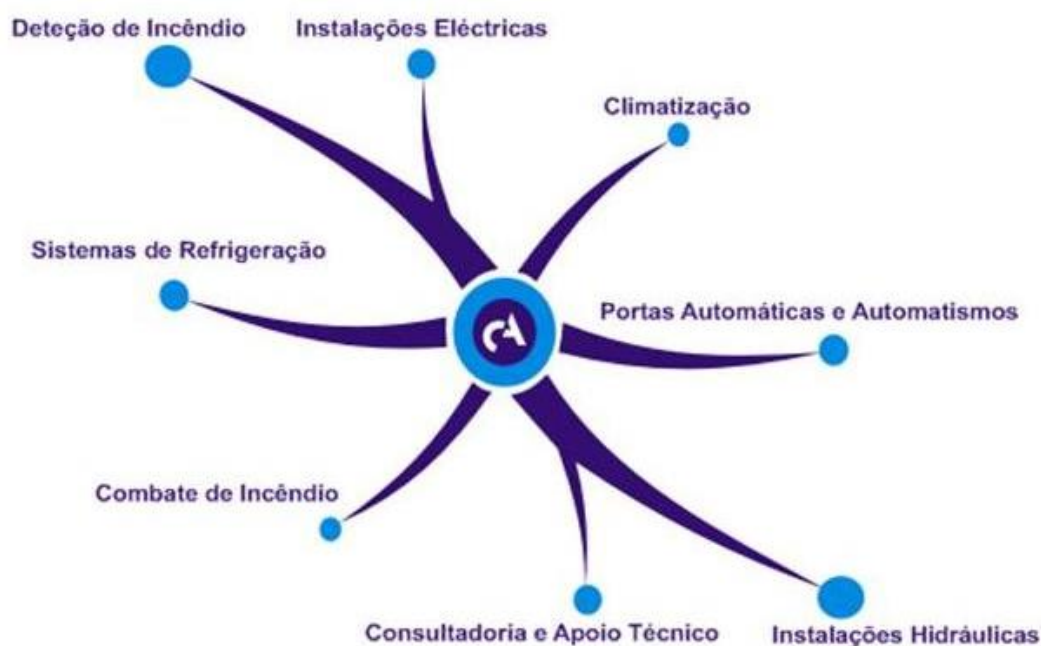 Deteção de Incêndio
Instalações Eléctricas
Climatização
Sistemas de Refrigeração
Portas Automáticas e Automatismos
Combate de Incêndio
Consultadoria e Apoio Técnico
Instalações Hidráulicas